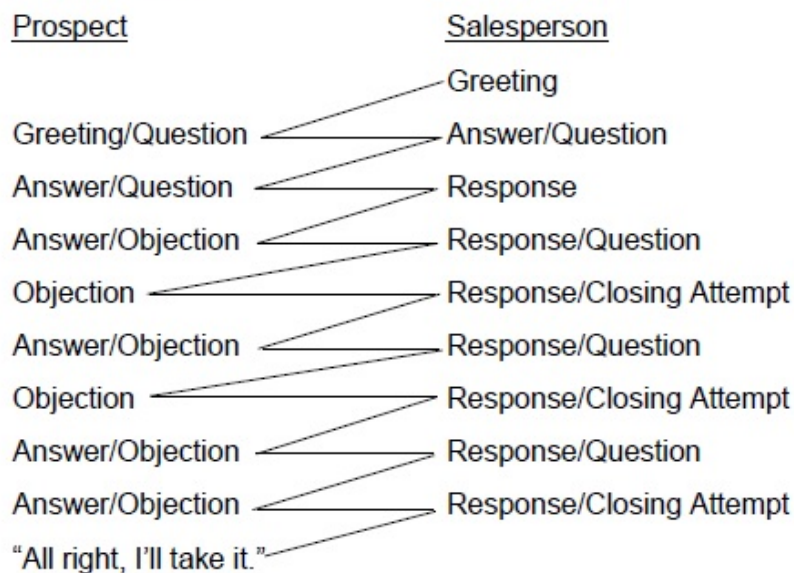 Prospect Salesperson
Greeting
Greeting/Question Answer/Question
Answer/Question Response
Answer/Objection Response/Question
Objection Response/Closing Attempt
Answer/Objection Response/Question
Objection Response/Closing Attempt
Answer/Objection Response/Question
Answer/Objection Response/Closing Attempt
“All right, I’ll take it.”